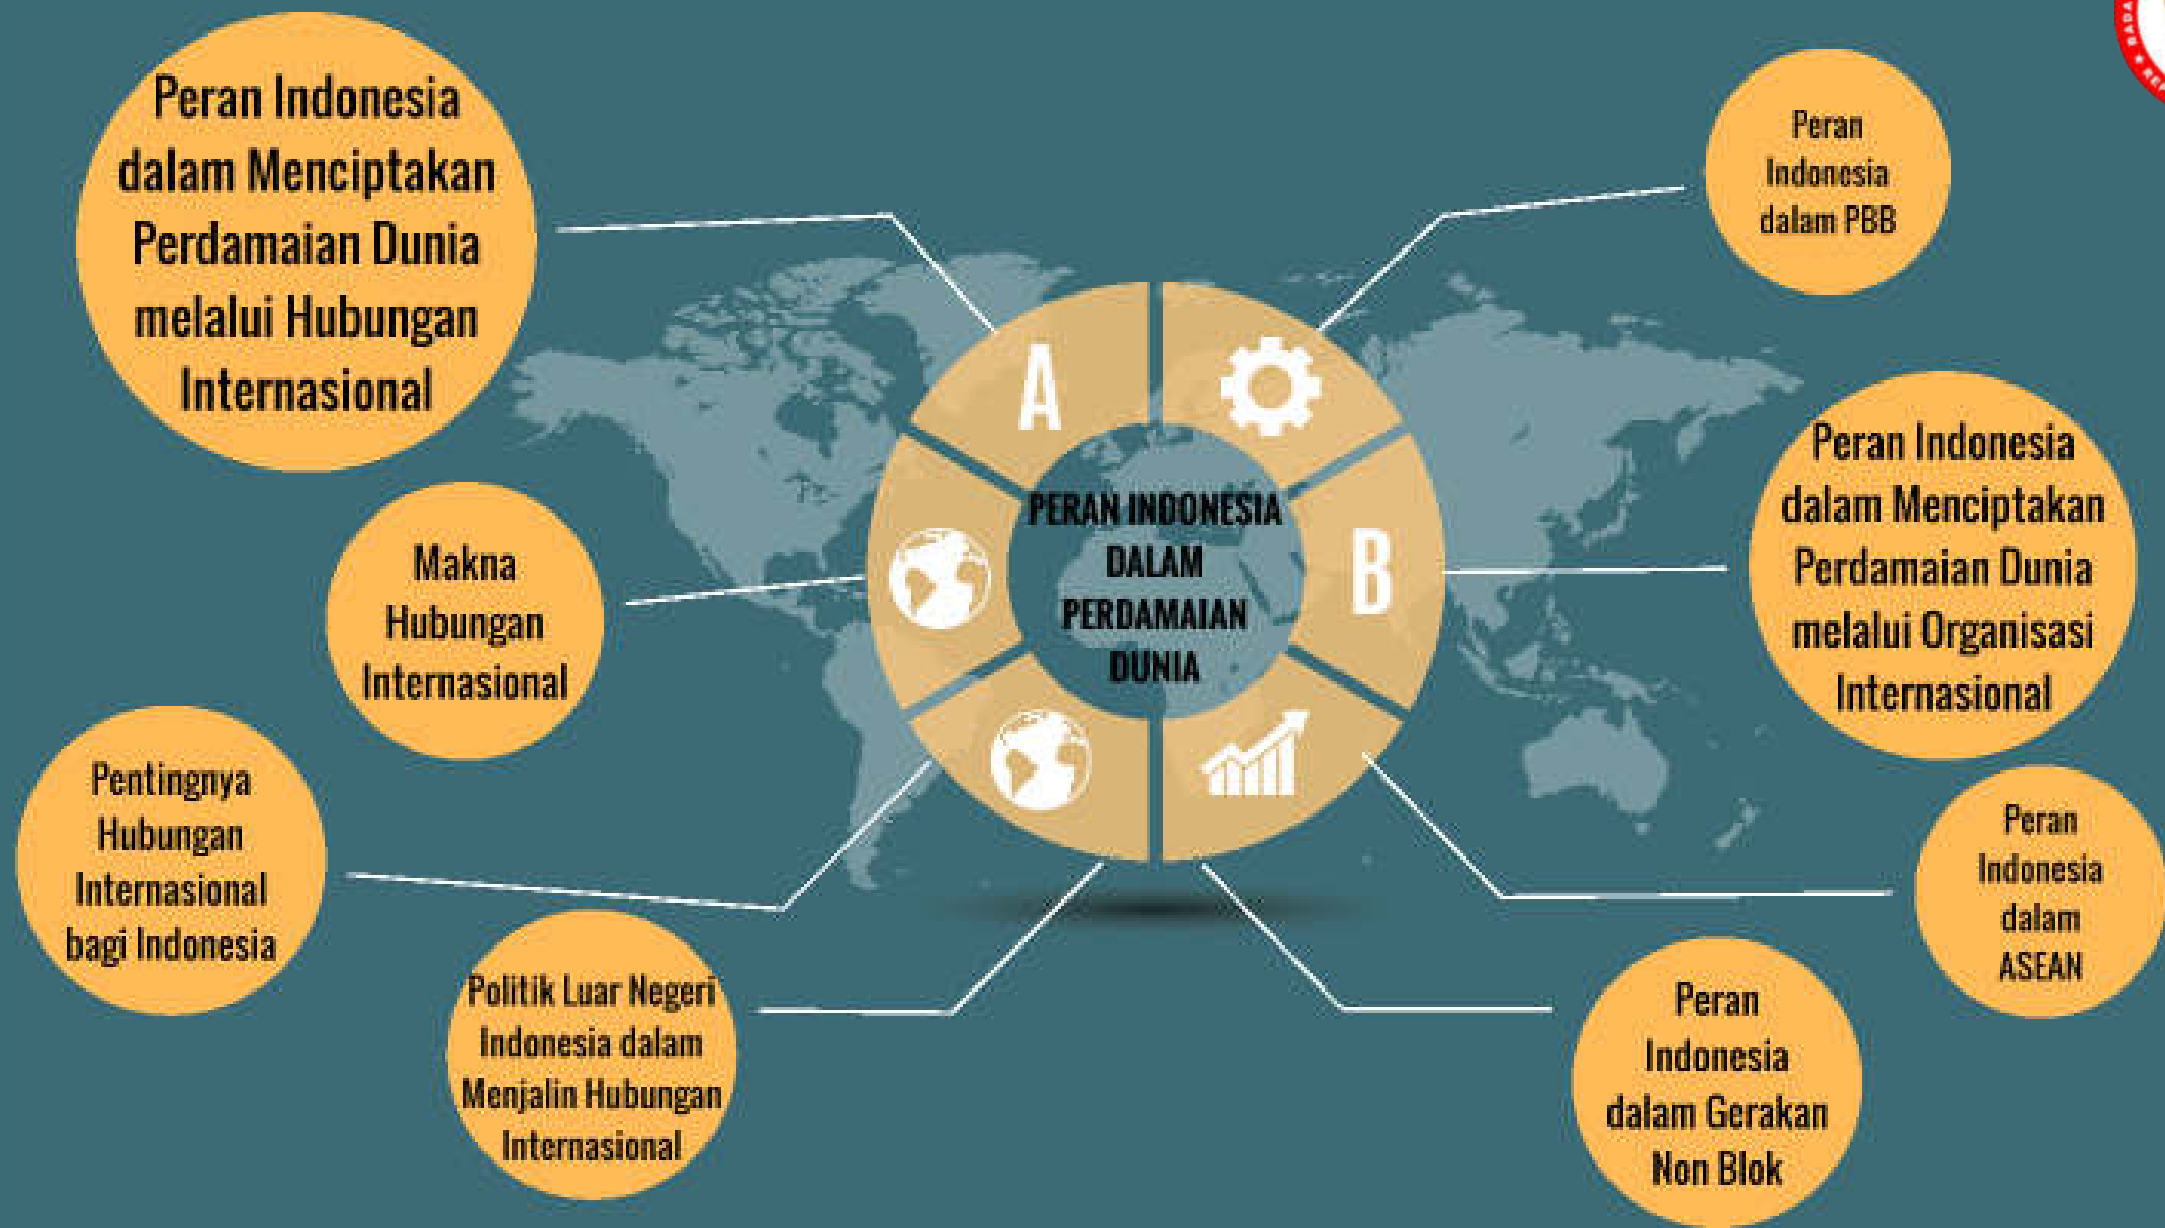 Peran Indonesia
dalam Menciptakan
Perdamaian Dunia
melalui Hubungan
Internasional
Makna
Hubungan
Internasional
Pentingnya
Hubungan
Internasional
bagi Indonesia
Politik Luar Negeri
Indonesia dalam
Menjalin Hubungan
Internasional
A
B
PERAN INDONESIA
DALAM
PERDAMAIAN
DUNIA
Peran
Indonesia
dalam PBB
Peran Indonesia
dalam Menciptakan
Perdamaian Dunia
melalui Organisasi
Internasional
Peran
Indonesia
dalam
ASEAN
Peran
Indonesia
dalam Gerakan
Non Blok